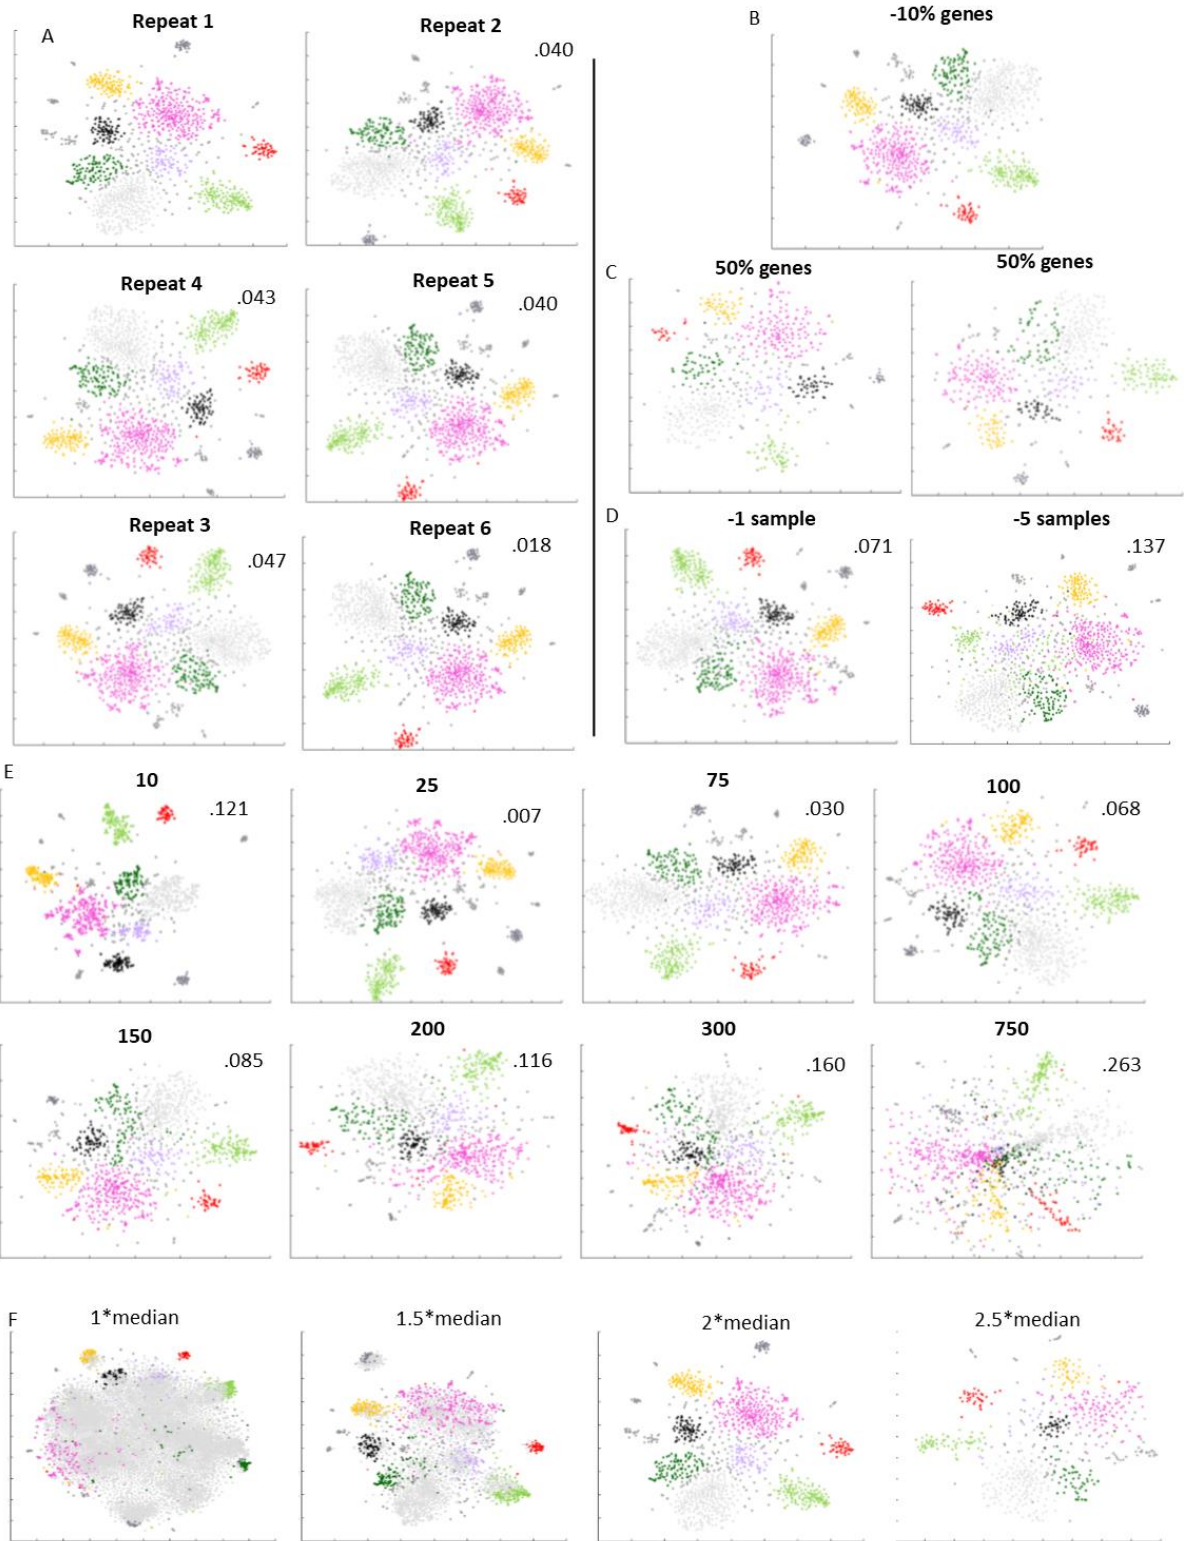 A
Repeat 1
Repeat 2
.040
B
-10% genes
Repeat 4
.043
Repeat 5
.040
C
50% genes
50% genes
Repeat 3
.047
Repeat 6
.018
D
-1 sample
.071
-5 samples
.137
E
10
.121
25
.007
75
.030
100
.068
150
.085
200
.116
300
.160
750
.263
F
1*median
1.5*median
2*median
2.5*median